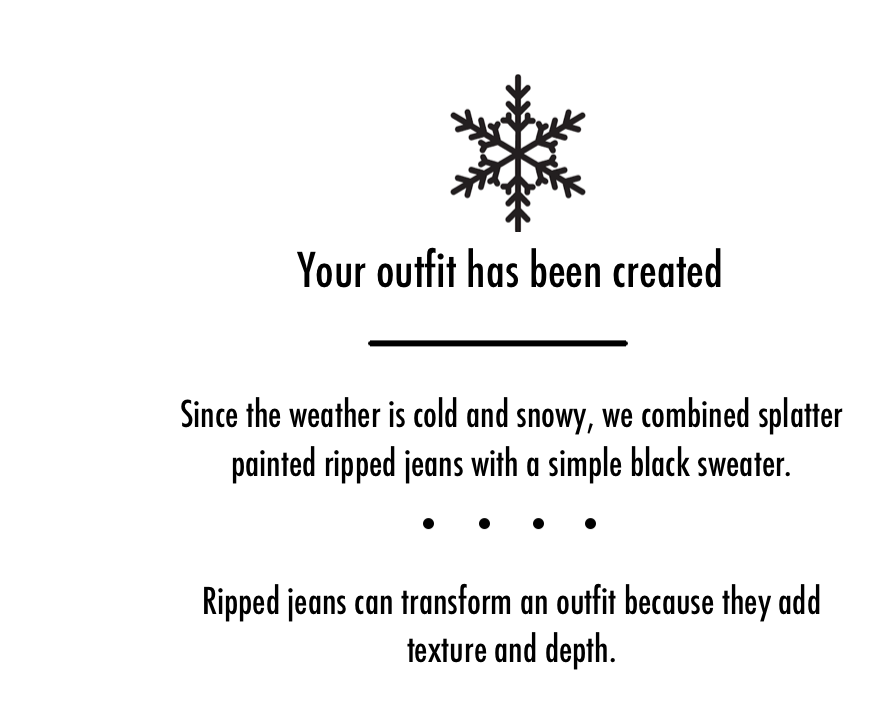 Your outfit has been created
Since the weather is cold and snowy, we combined splatter
painted ripped jeans with a simple black sweater.
Ripped jeans can transform an outfit because they add
texture and depth.